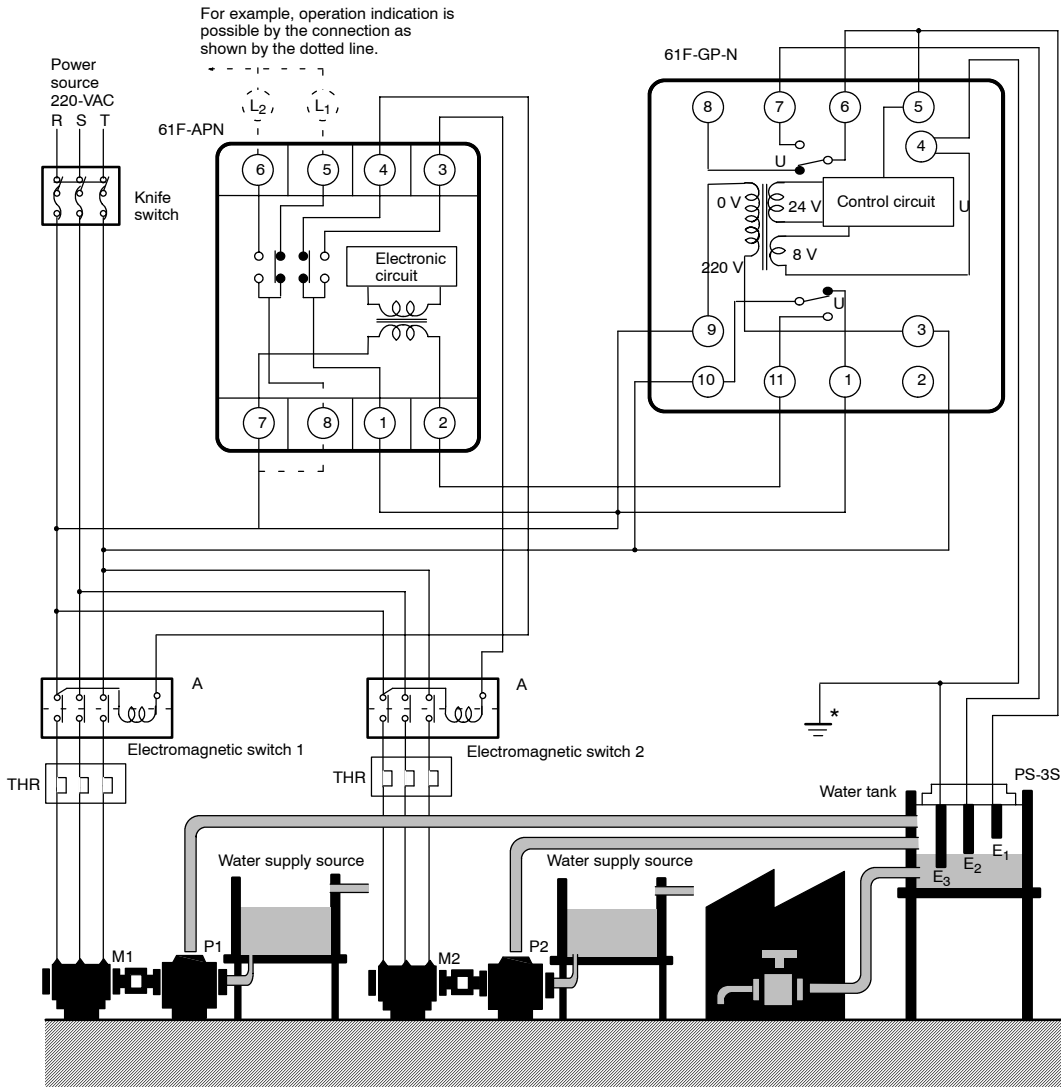 For example, operation indication is
possible by the connection as
shown by the dotted line.
Power
source
220-VAC
R S T
Knife
switch
61F-APN
L2 L1
6 5 4 3
Electronic
circuit
7 8 1 2
61F-GP-N
8 7 6 5
4
U
0 V 24 V Control circuit U
8 V
220 V
U
9 3
10 11 1 2
A
Electromagnetic switch 1
THR
A
Electromagnetic switch 2
THR
*
Water tank
PS-3S
E1
E2
E3
Water supply source
Water supply source
M1
P1
M2
P2